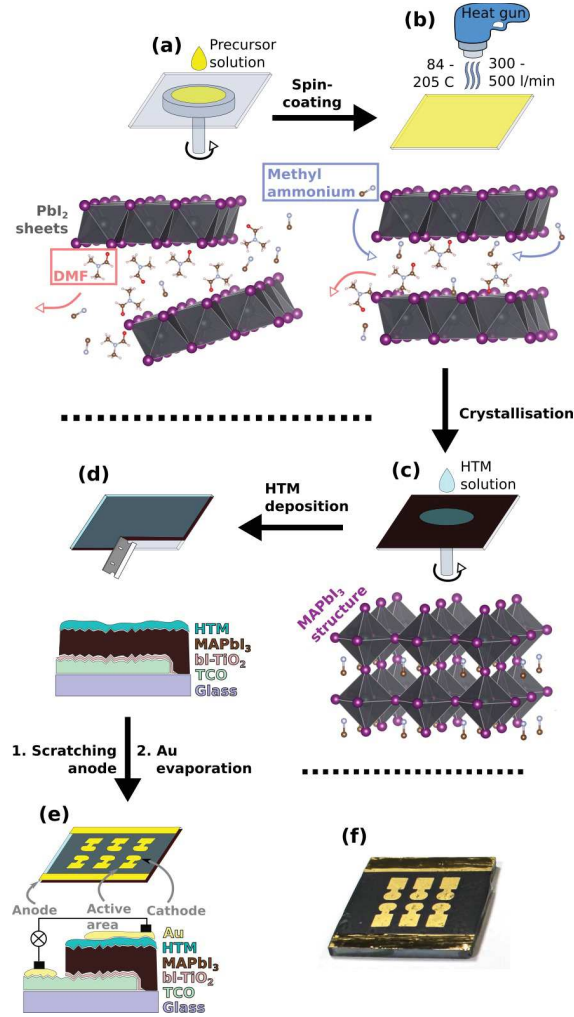 (a)
Precursor
solution
Spin-
coating
(b)
Heat gun
84 -
205 C
300 -
500 l/min
PbI₂
sheets
DMF
Methyl
ammonium
Crystallisation
(c)
HTM
solution
HTM
deposition
(d)
MAPbI₃
structure
HTM
MAPbI₃
bl-TiO₂
TCO
Glass
1. Scratching
anode
2. Au
evaporation
(e)
Anode
Active
area
Cathode
Au
HTM
MAPbI₃
bl-TiO₂
TCO
Glass
(f)